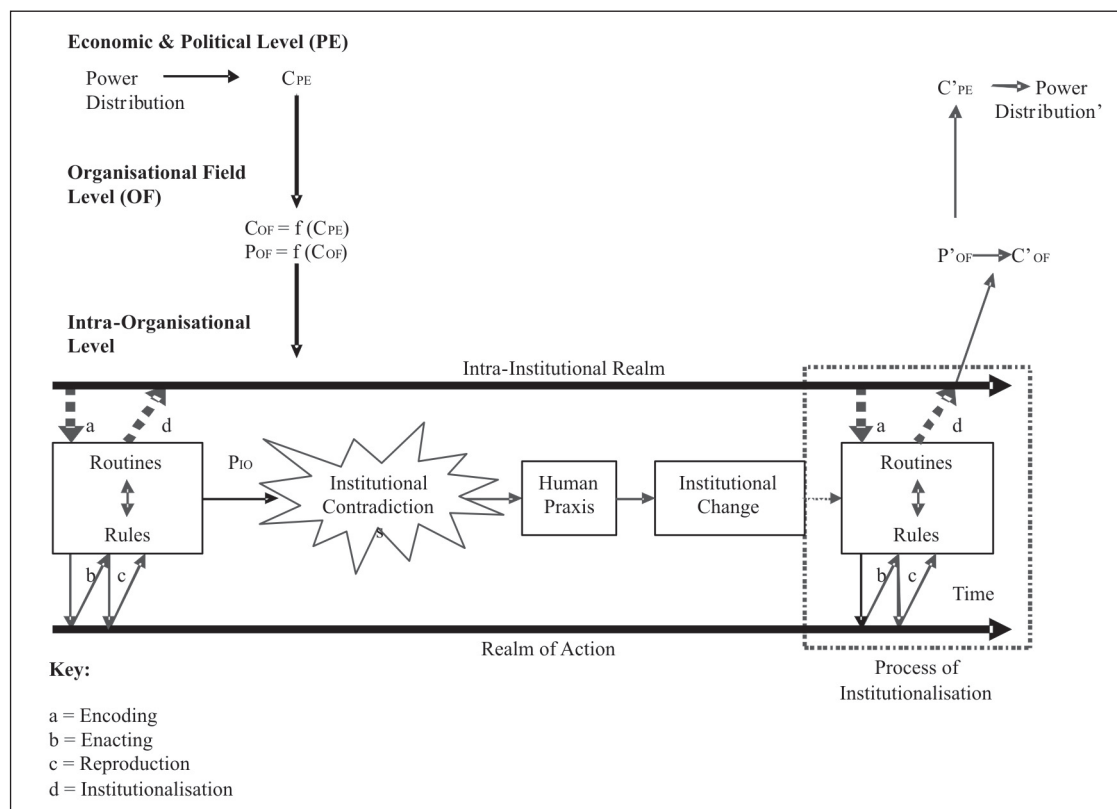 Economic & Political Level (PE)
Power
Distribution
CPE
C’PE
Power
Distribution’
Organisational Field
Level (OF)
COF = f (CPE)
POF = f (COF)
P’OF
C’OF
Intra-Organisational
Level
Intra-Institutional Realm
a
d
Routines
Rules
PIO
Institutional
Contradiction
s
Human
Praxis
Institutional
Change
a
d
Routines
Rules
b
c
b
c
Time
Realm of Action
Process of
Institutionalisation
Key:
a = Encoding
b = Enacting
c = Reproduction
d = Institutionalisation